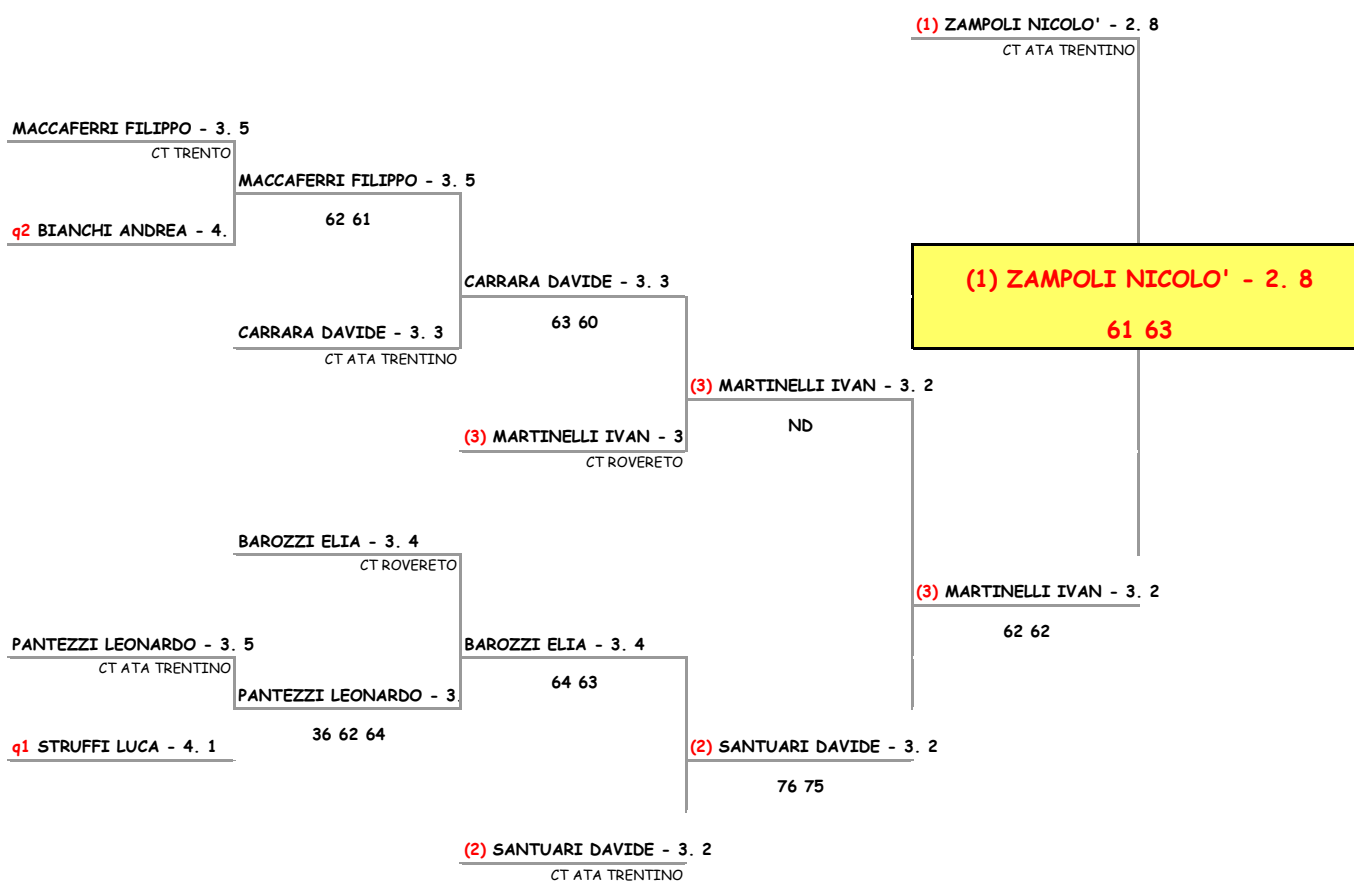 (1) ZAMPOLI NICOLO' - 2. 8
CT ATA TRENTINO
MACCAFERRI FILIPPO - 3. 5
CT TRENTO
MACCAFERRI FILIPPO - 3. 5
62 61
q2 BIANCHI ANDREA - 4.
CARRARA DAVIDE - 3. 3
63 60
(1) ZAMPOLI NICOLO' - 2. 8
61 63
CARRARA DAVIDE - 3. 3
CT ATA TRENTINO
(3) MARTINELLI IVAN - 3. 2
ND
(3) MARTINELLI IVAN - 3
CT ROVERETO
BAROZZI ELIA - 3. 4
CT ROVERETO
(3) MARTINELLI IVAN - 3. 2
62 62
PANTEZZI LEONARDO - 3. 5
CT ATA TRENTINO
BAROZZI ELIA - 3. 4
64 63
PANTEZZI LEONARDO - 3.
36 62 64
q1 STRUFFI LUCA - 4. 1
(2) SANTUARI DAVIDE - 3. 2
76 75
(2) SANTUARI DAVIDE - 3. 2
CT ATA TRENTINO